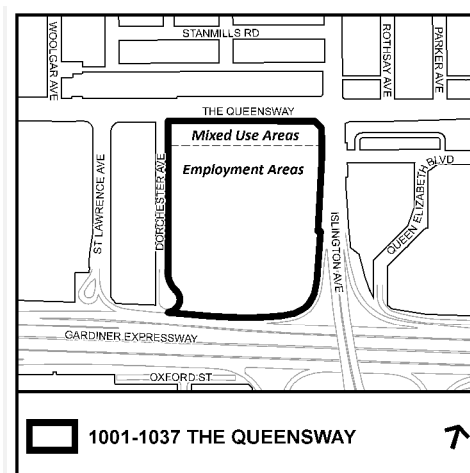 WOOLGAR AVE
STANMILLS RD
ROTHSAY AVE
PARKER AVE
THE QUEENSWAY
Mixed Use Areas
Employment Areas
ST LAWRENCE AVE
DORCHESTER AVE
ISLINGTON AVE
QUEEN ELIZABETH BLVD
GARDINER EXPRESSWAY
OXFORD ST
1001-1037 THE QUEENSWAY